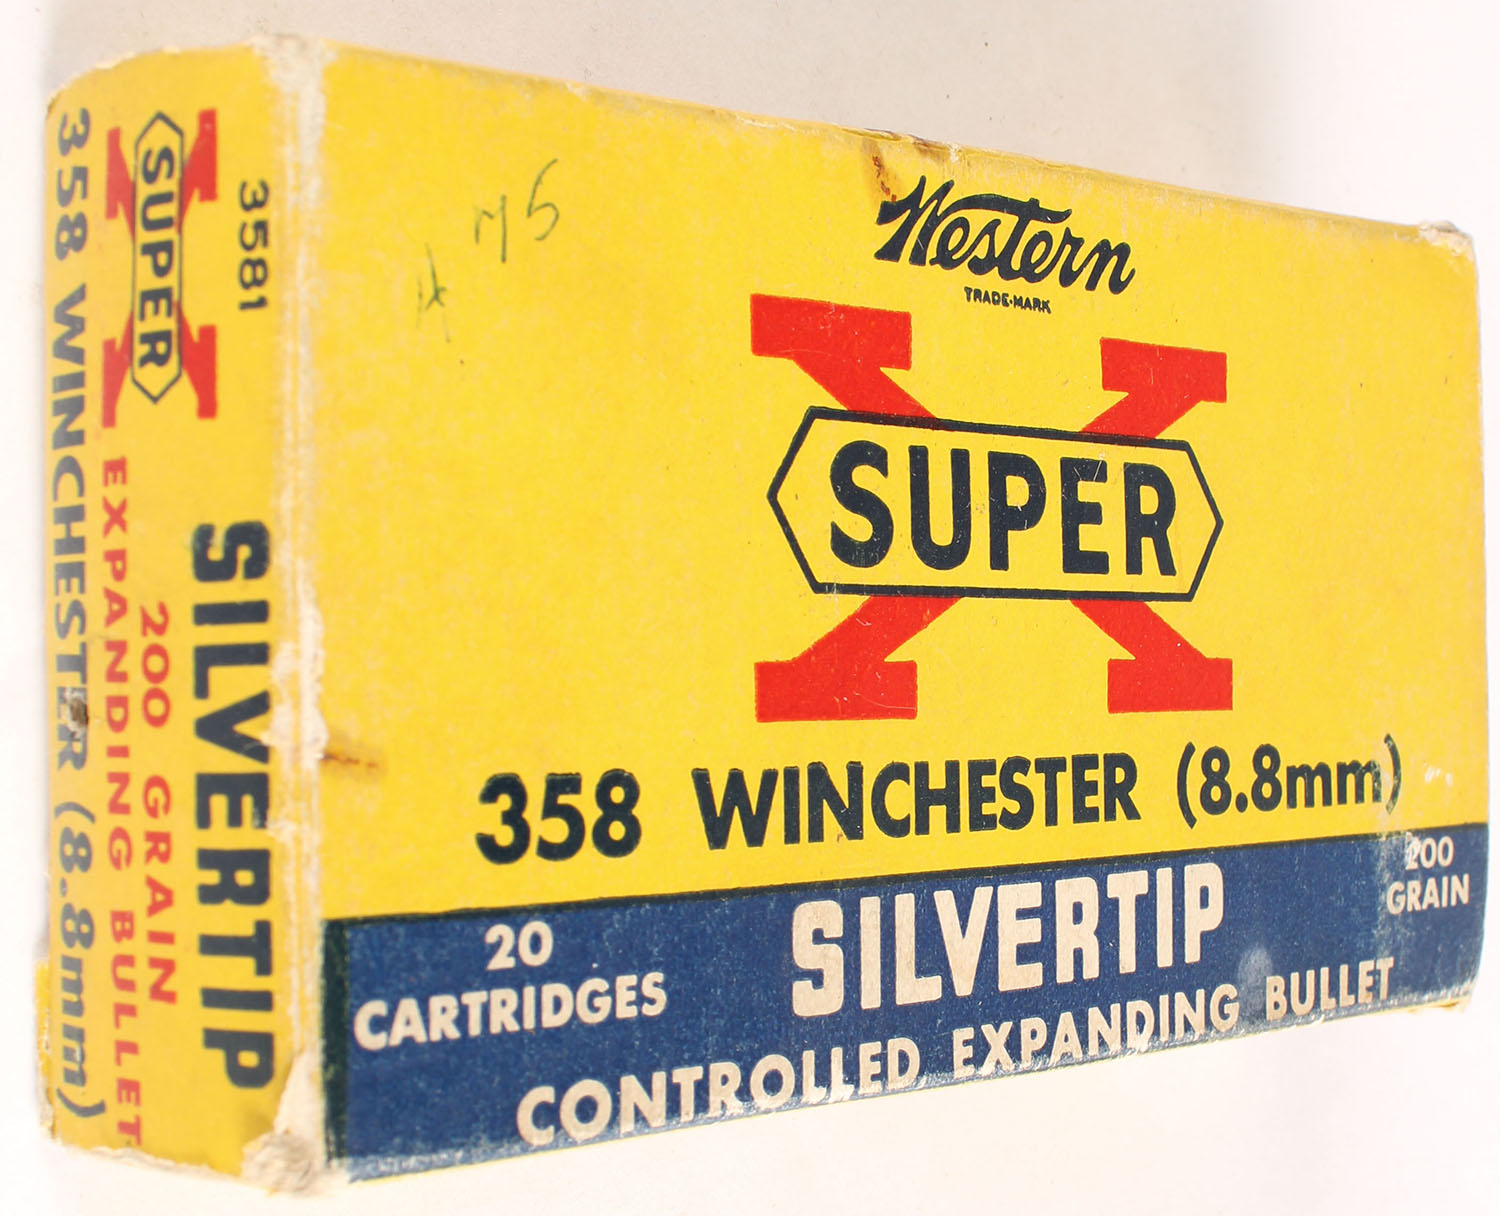 358 WINCHESTER (8.8mm)
X
SUPER
EXPANDING BULLET
200 GRAIN
SILVERTIP
3581
Western
TRADE-MARK
X
SUPER
358 WINCHESTER (8.8mm)
20
CARTRIDGES
SILVERTIP
200
GRAIN
CONTROLLED EXPANDING BULLET